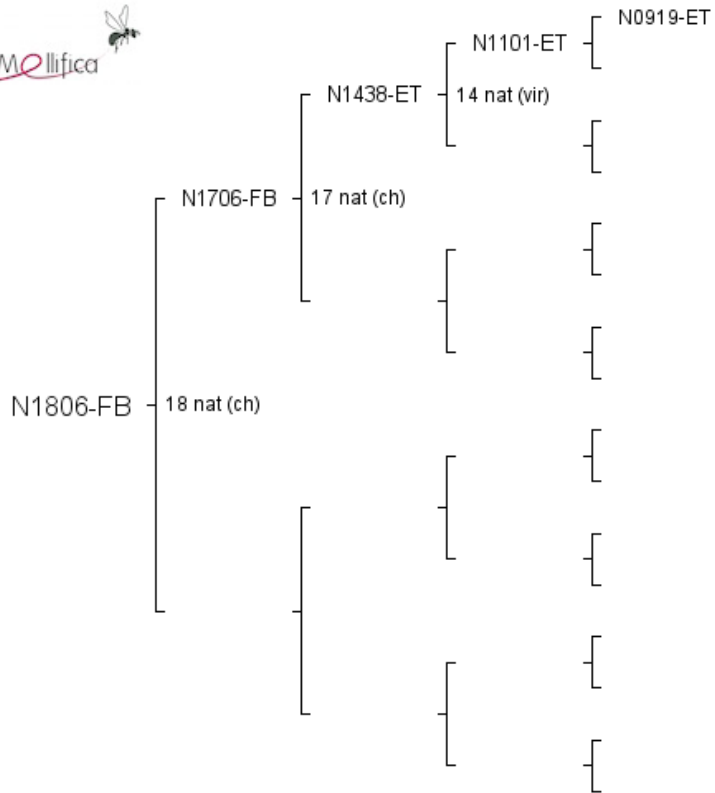 Mellifica
N0919-ET
N1101-ET
N1438-ET
14 nat (vir)
N1706-FB
17 nat (ch)
N1806-FB
18 nat (ch)